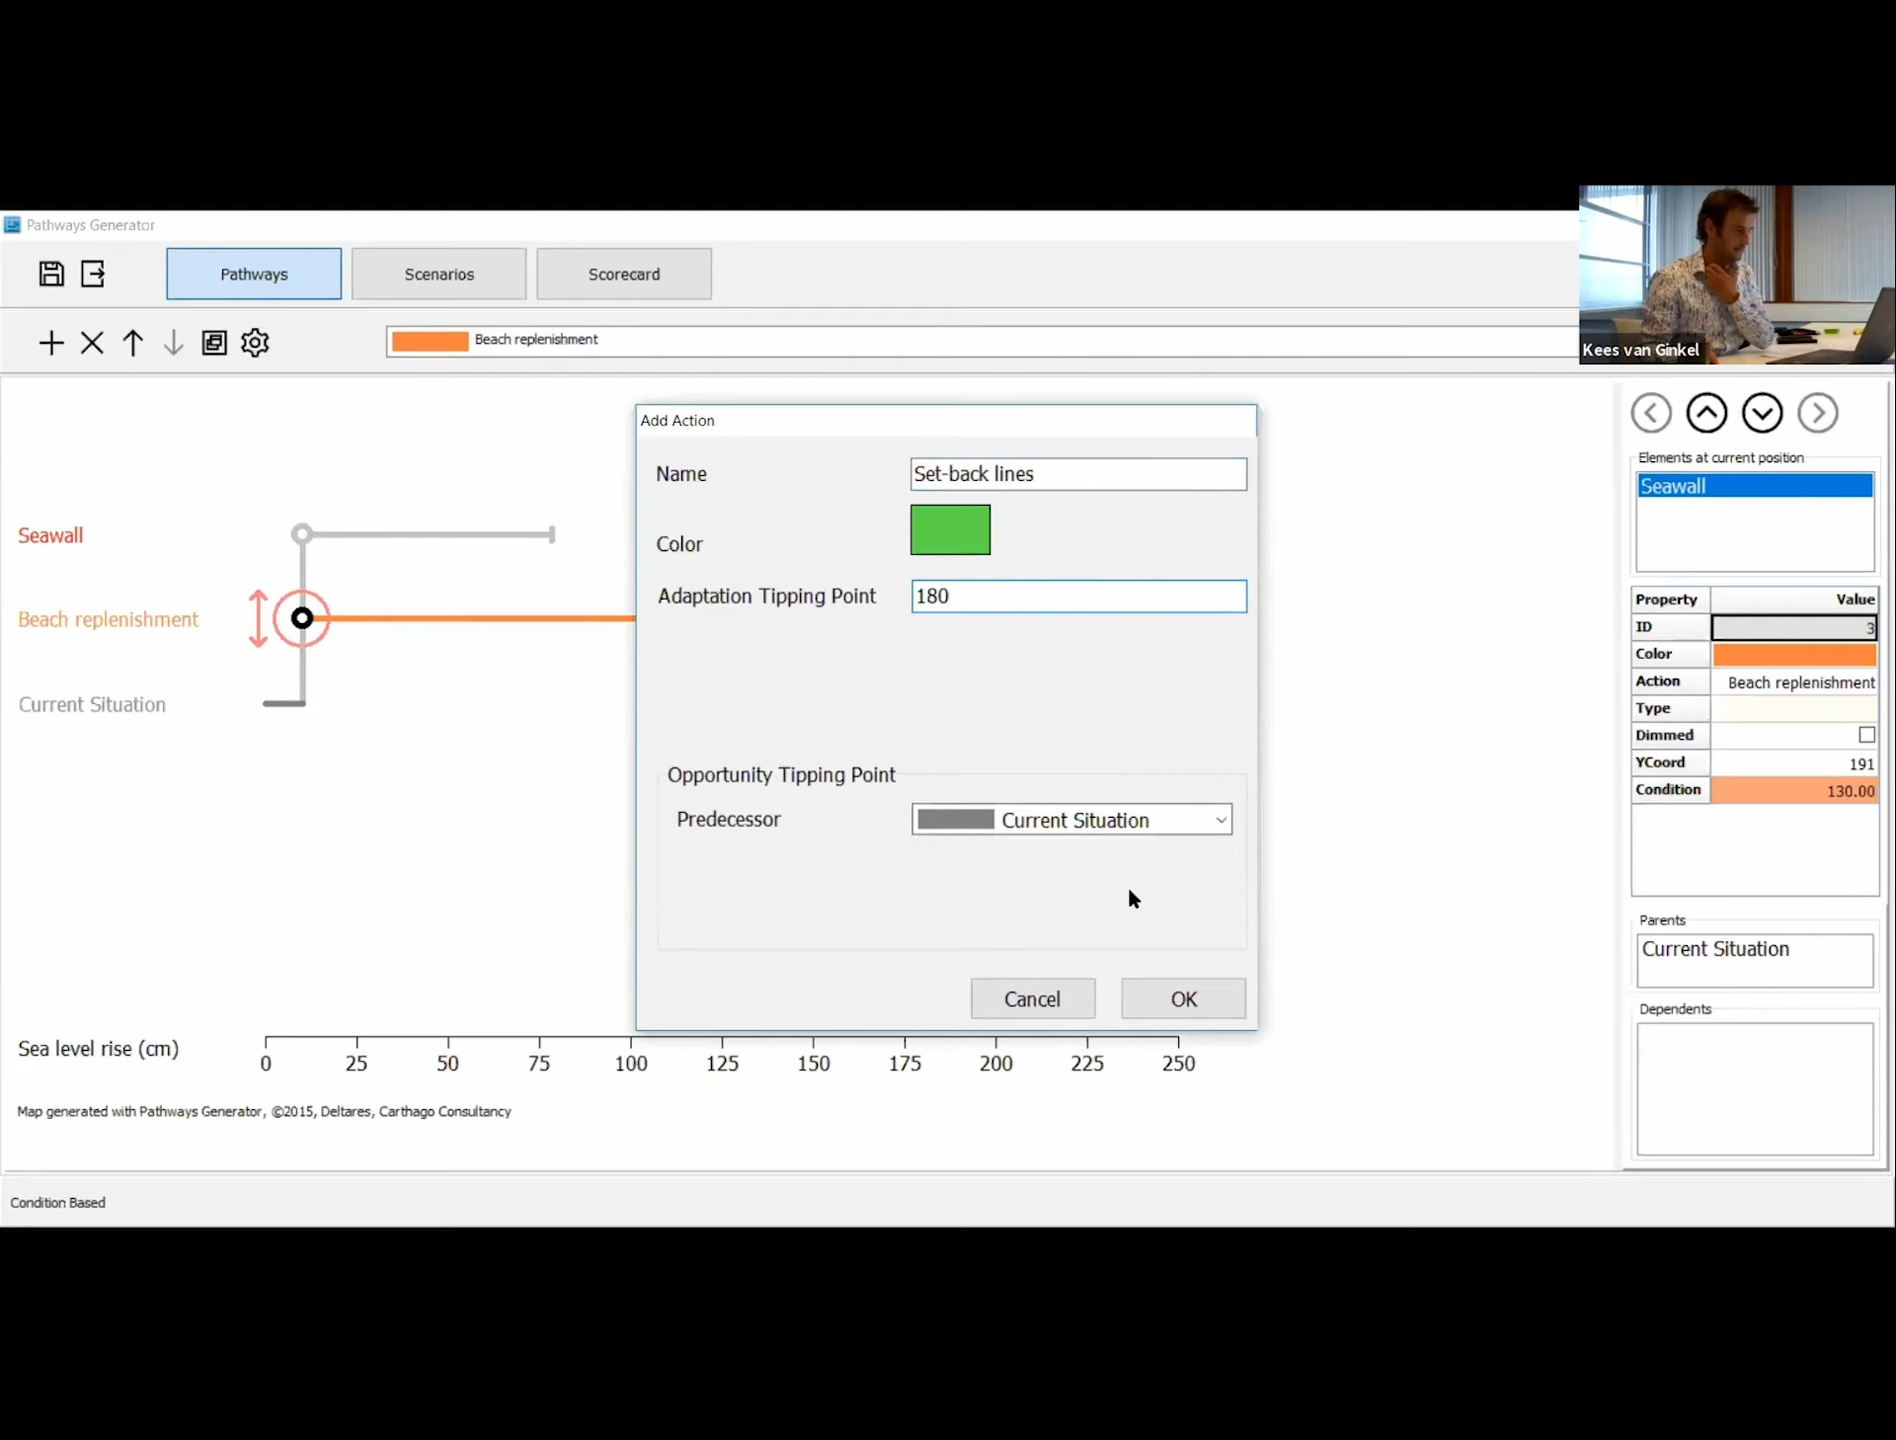 Pathways Generator
Pathways
Scenarios
Scorecard
Beach replenishment
Kees van Ginkel
Add Action
Name
Set-back lines
Color
Adaptation Tipping Point
180
Opportunity Tipping Point
Predecessor
Current Situation
Cancel
OK
Seawall
Beach replenishment
Current Situation
Sea level rise (cm)
0 25 50 75 100 125 150 175 200 225 250
Map generated with Pathways Generator, ©2015, Deltares, Carthago Consultancy
Condition Based
Elements at current position
Seawall
Property Value
ID 3
Color
Action Beach replenishment
Type
Dimmed
YCoord 191
Condition 130.00
Parents
Current Situation
Dependents